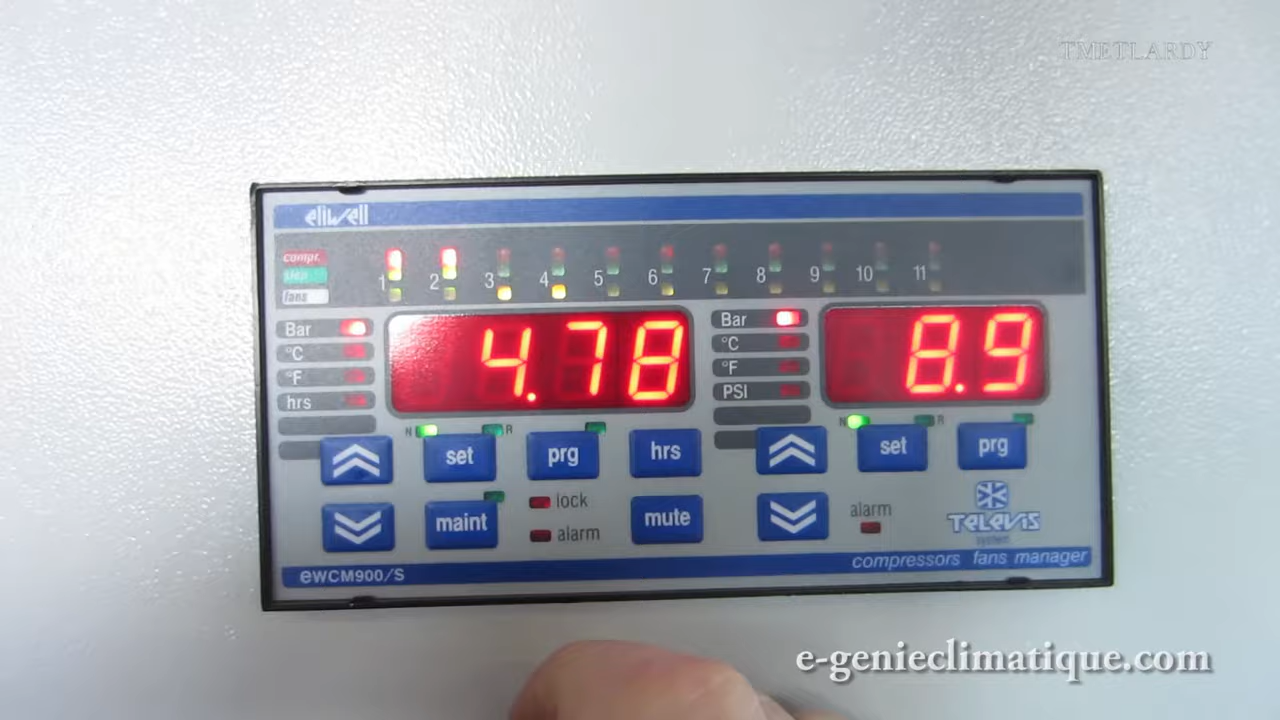 TMETLARDY
eliwell
compr.
step
fans
1 2 3 4 5 6 7 8 9 10 11
Bar
°C
°F
hrs
4.78
Bar
°C
°F
PSI
8.9
N R
set
prg
hrs
N R
set
prg
maint
lock
alarm
mute
alarm
TELEVIS
system
eWCM900/S
compressors fans manager
e-genieclimatique.com